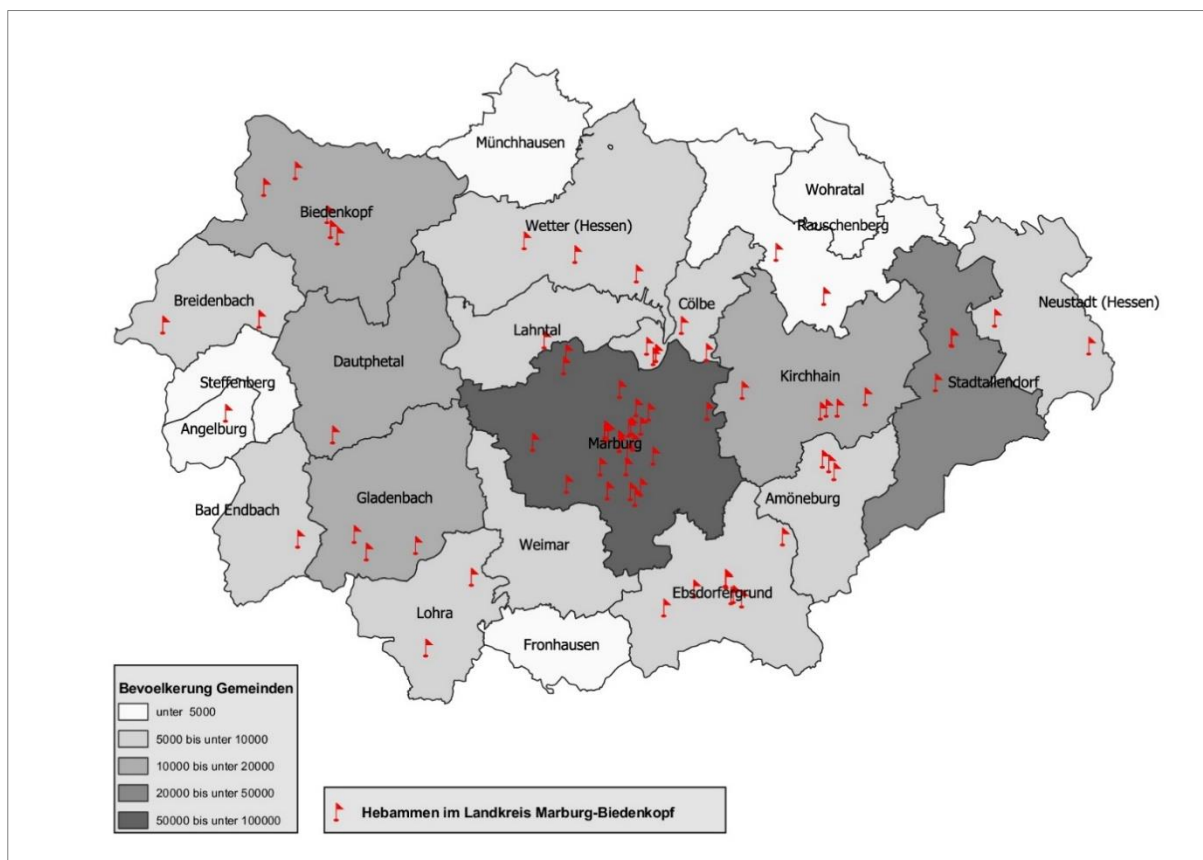 Münchhausen
Wohratal
Biedenkopf
Wetter (Hessen)
Rauschenberg
Breidenbach
Cölbe
Neustadt (Hessen)
Lahntal
Dautphetal
Kirchhain
Steffenberg
Stadtallendorf
Angelburg
Marburg
Gladenbach
Amöneburg
Bad Endbach
Weimar
Ebsdorfergrund
Lohra
Fronhausen
Bevoelkerung Gemeinden
unter 5000
5000 bis unter 10000
10000 bis unter 20000
20000 bis unter 50000
50000 bis unter 100000
Hebammen im Landkreis Marburg-Biedenkopf